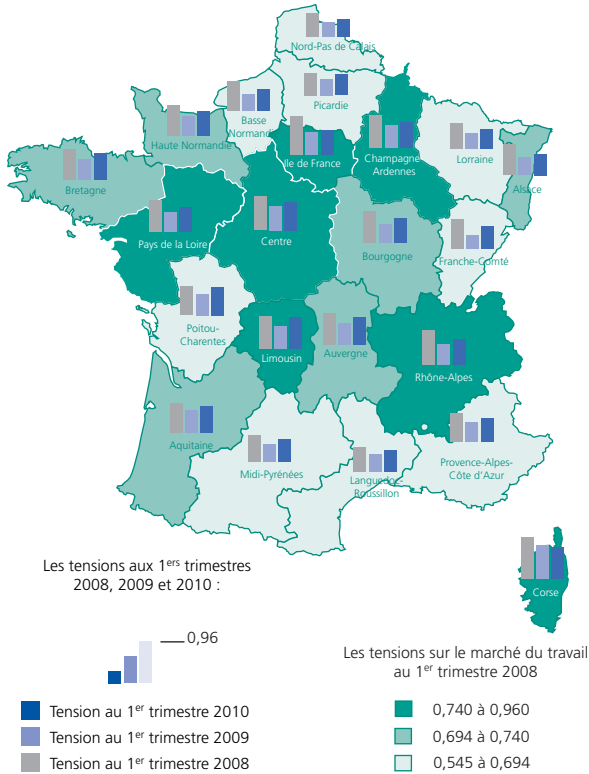 Nord-Pas de Calais
Picardie
Basse
Normandie
Haute Normandie
Île de France
Champagne
Ardennes
Lorraine
Alsace
Bretagne
Pays de la Loire
Centre
Bourgogne
Franche-Comté
Poitou-
Charentes
Limousin
Auvergne
Rhône-Alpes
Aquitaine
Midi-Pyrénées
Languedoc-
Roussillon
Provence-Alpes-
Côte d'Azur
Corse
Les tensions aux 1ers trimestres
2008, 2009 et 2010 :
0,96
Tension au 1er trimestre 2010
Tension au 1er trimestre 2009
Tension au 1er trimestre 2008
Les tensions sur le marché du travail
au 1er trimestre 2008
0,740 à 0,960
0,694 à 0,740
0,545 à 0,694